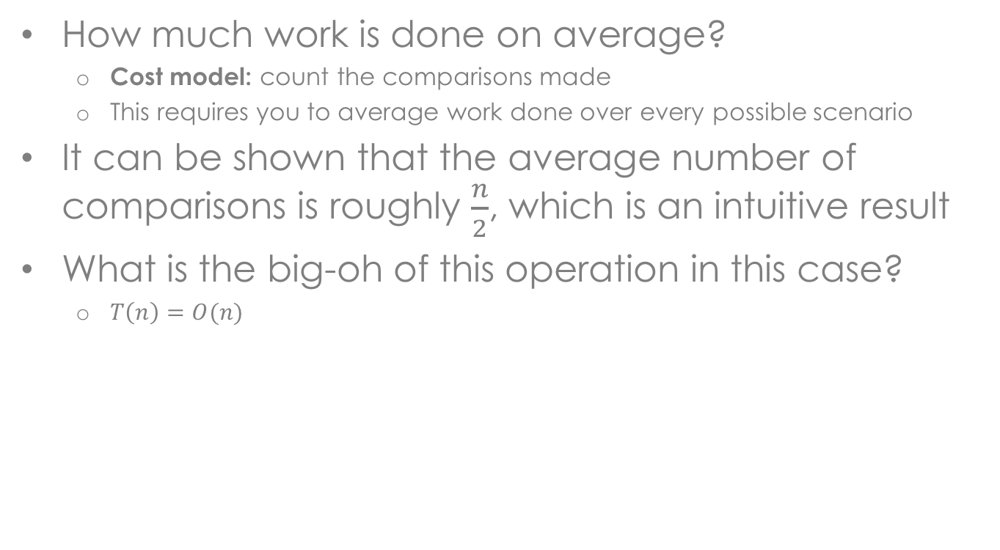 • How much work is done on average?
o Cost model: count the comparisons made
o This requires you to average work done over every possible scenario
• It can be shown that the average number of
comparisons is roughly n/2, which is an intuitive result
• What is the big-oh of this operation in this case?
o T(n) = O(n)